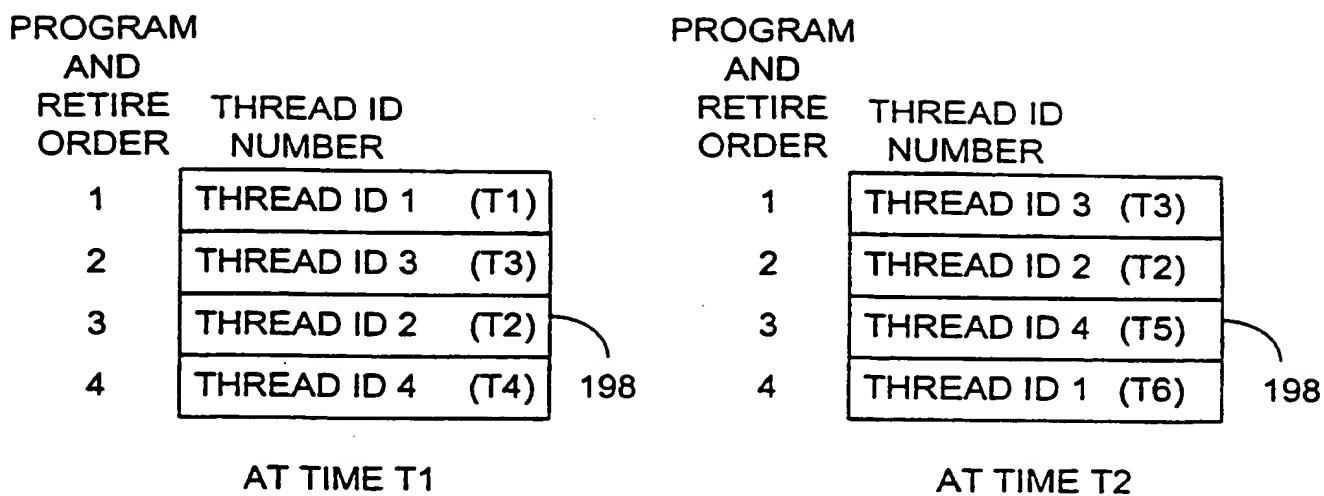 PROGRAM
AND
RETIRE
ORDER
THREAD ID
NUMBER
1 THREAD ID 1 (T1)
2 THREAD ID 3 (T3)
3 THREAD ID 2 (T2)
4 THREAD ID 4 (T4)
198
AT TIME T1
PROGRAM
AND
RETIRE
ORDER
THREAD ID
NUMBER
1 THREAD ID 3 (T3)
2 THREAD ID 2 (T2)
3 THREAD ID 4 (T5)
4 THREAD ID 1 (T6)
198
AT TIME T2